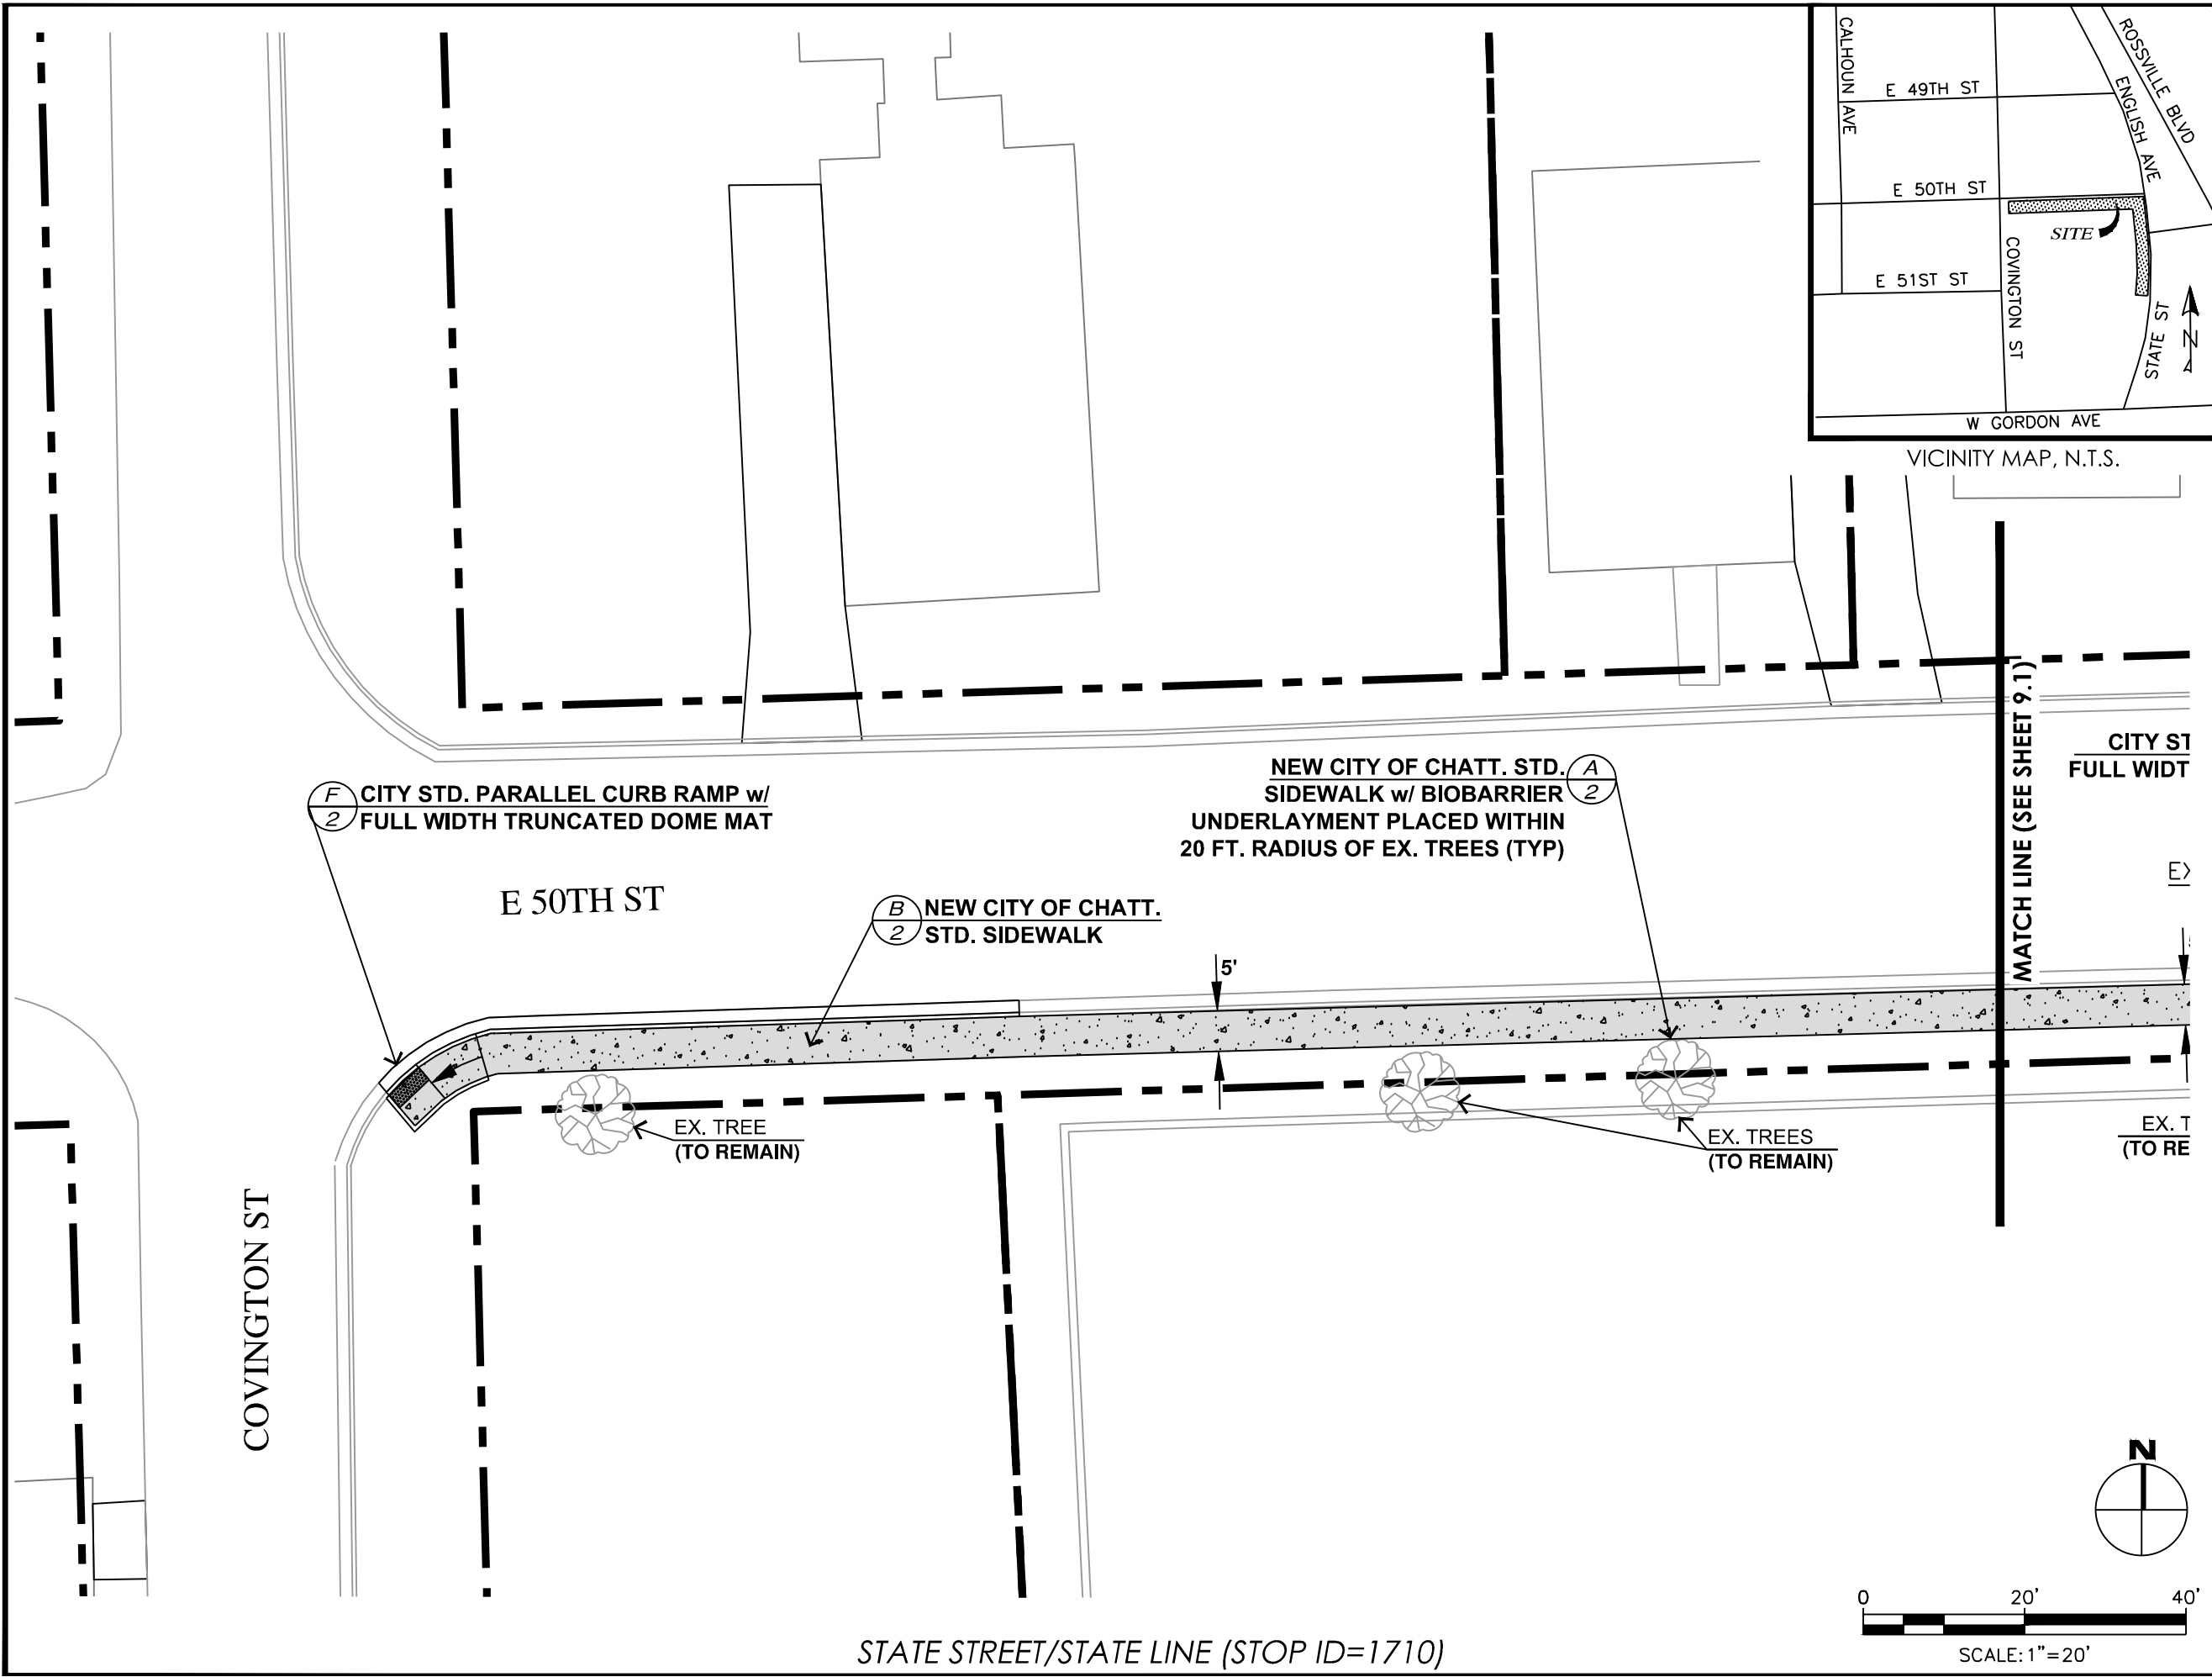 CALHOUN AVE
E 49TH ST
ROSSVILLE BLVD
ENGLISH AVE
E 50TH ST
SITE
COVINGTON ST
E 51ST ST
STATE ST
N
W GORDON AVE
VICINITY MAP, N.T.S.
MATCH LINE (SEE SHEET 9.1)
CITY ST
FULL WIDT
F
2
CITY STD. PARALLEL CURB RAMP w/
FULL WIDTH TRUNCATED DOME MAT
NEW CITY OF CHATT. STD.
SIDEWALK w/ BIOBARRIER
UNDERLAYMENT PLACED WITHIN
20 FT. RADIUS OF EX. TREES (TYP)
A
2
E 50TH ST
B
2
NEW CITY OF CHATT.
STD. SIDEWALK
5'
EX. TREE
(TO REMAIN)
EX. TREES
(TO REMAIN)
EX. T
(TO RE
COVINGTON ST
N
0 20' 40'
SCALE: 1"=20'
STATE STREET/STATE LINE (STOP ID=1710)